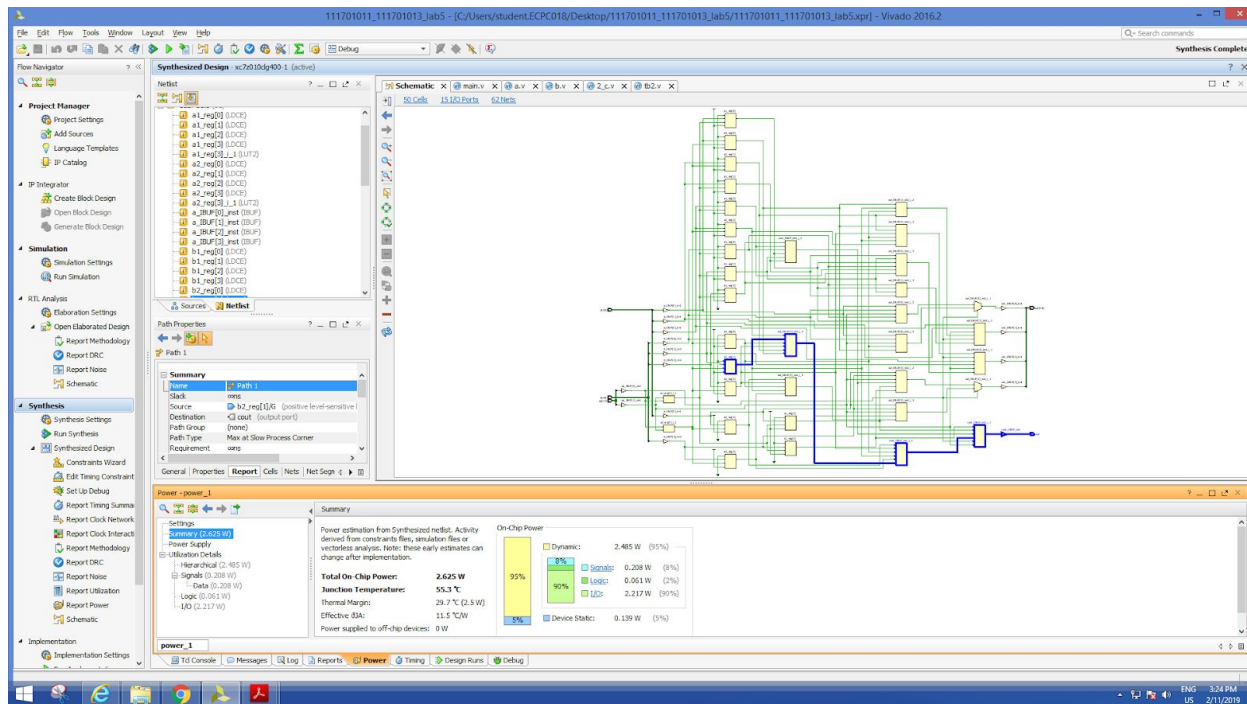 111701011_111701013_lab5 - [C:/Users/student.ECPC018/Desktop/111701011_111701013_lab5/111701011_111701013_lab5.xpr] - Vivado 2016.2
File Edit Flow Tools Window Layout View Help
Q- Search commands
Debug
Synthesis Complete
Flow Navigator
Project Manager
Project Settings
Add Sources
Language Templates
IP Catalog
IP Integrator
Create Block Design
Open Block Design
Generate Block Design
Simulation
Simulation Settings
Run Simulation
RTL Analysis
Elaboration Settings
Open Elaborated Design
Report Methodology
Report DRC
Report Noise
Schematic
Synthesis
Synthesis Settings
Run Synthesis
Synthesized Design
Constraints Wizard
Edit Timing Constraint
Set Up Debug
Report Timing Summa
Report Clock Network
Report Clock Interacti
Report Methodology
Report DRC
Report Noise
Report Utilization
Report Power
Schematic
Implementation
Implementation Settings
Synthesized Design - xc7z010clg400-1 (active)
Netlist
a1_reg[0] (LDCE)
a1_reg[1] (LDCE)
a1_reg[2] (LDCE)
a1_reg[3] (LDCE)
a1_reg[3]_i_1 (LUT2)
a2_reg[0] (LDCE)
a2_reg[1] (LDCE)
a2_reg[2] (LDCE)
a2_reg[3] (LDCE)
a2_reg[3]_i_1 (LUT2)
a_IBUF[0]_inst (IBUF)
a_IBUF[1]_inst (IBUF)
a_IBUF[2]_inst (IBUF)
a_IBUF[3]_inst (IBUF)
b1_reg[0] (LDCE)
b1_reg[1] (LDCE)
b1_reg[2] (LDCE)
b1_reg[3] (LDCE)
b2_reg[0] (LDCE)
Sources Netlist
Path Properties
Path 1
Summary
Name Path 1
Slack ∞ns
Source b2_reg[1]/G (positive level-sensitive l
Destination cout (output port)
Path Group (none)
Path Type Max at Slow Process Corner
Requirement ∞ns
General Properties Report Cells Nets Net Segn
Schematic main.v a.v b.v 2_c.v tb2.v
50 Cells 15 I/O Ports 62 Nets
Power - power_1
Settings
Summary (2.625 W)
Power Supply
Utilization Details
Hierarchical (2.485 W)
Signals (0.208 W)
Data (0.208 W)
Logic (0.061 W)
I/O (2.217 W)
Summary
Power estimation from Synthesized netlist. Activity
derived from constraints files, simulation files or
vectorless analysis. Note: these early estimates can
change after implementation.
Total On-Chip Power: 2.625 W
Junction Temperature: 55.3 °C
Thermal Margin: 29.7 °C (2.5 W)
Effective θJA: 11.5 °C/W
Power supplied to off-chip devices: 0 W
On-Chip Power
95%
5%
Dynamic: 2.485 W (95%)
8%
90%
Signals: 0.208 W (8%)
Logic: 0.061 W (2%)
I/O: 2.217 W (90%)
Device Static: 0.139 W (5%)
power_1
Tcl Console Messages Log Reports Power Timing Design Runs Debug
ENG 3:24 PM
US 2/11/2019